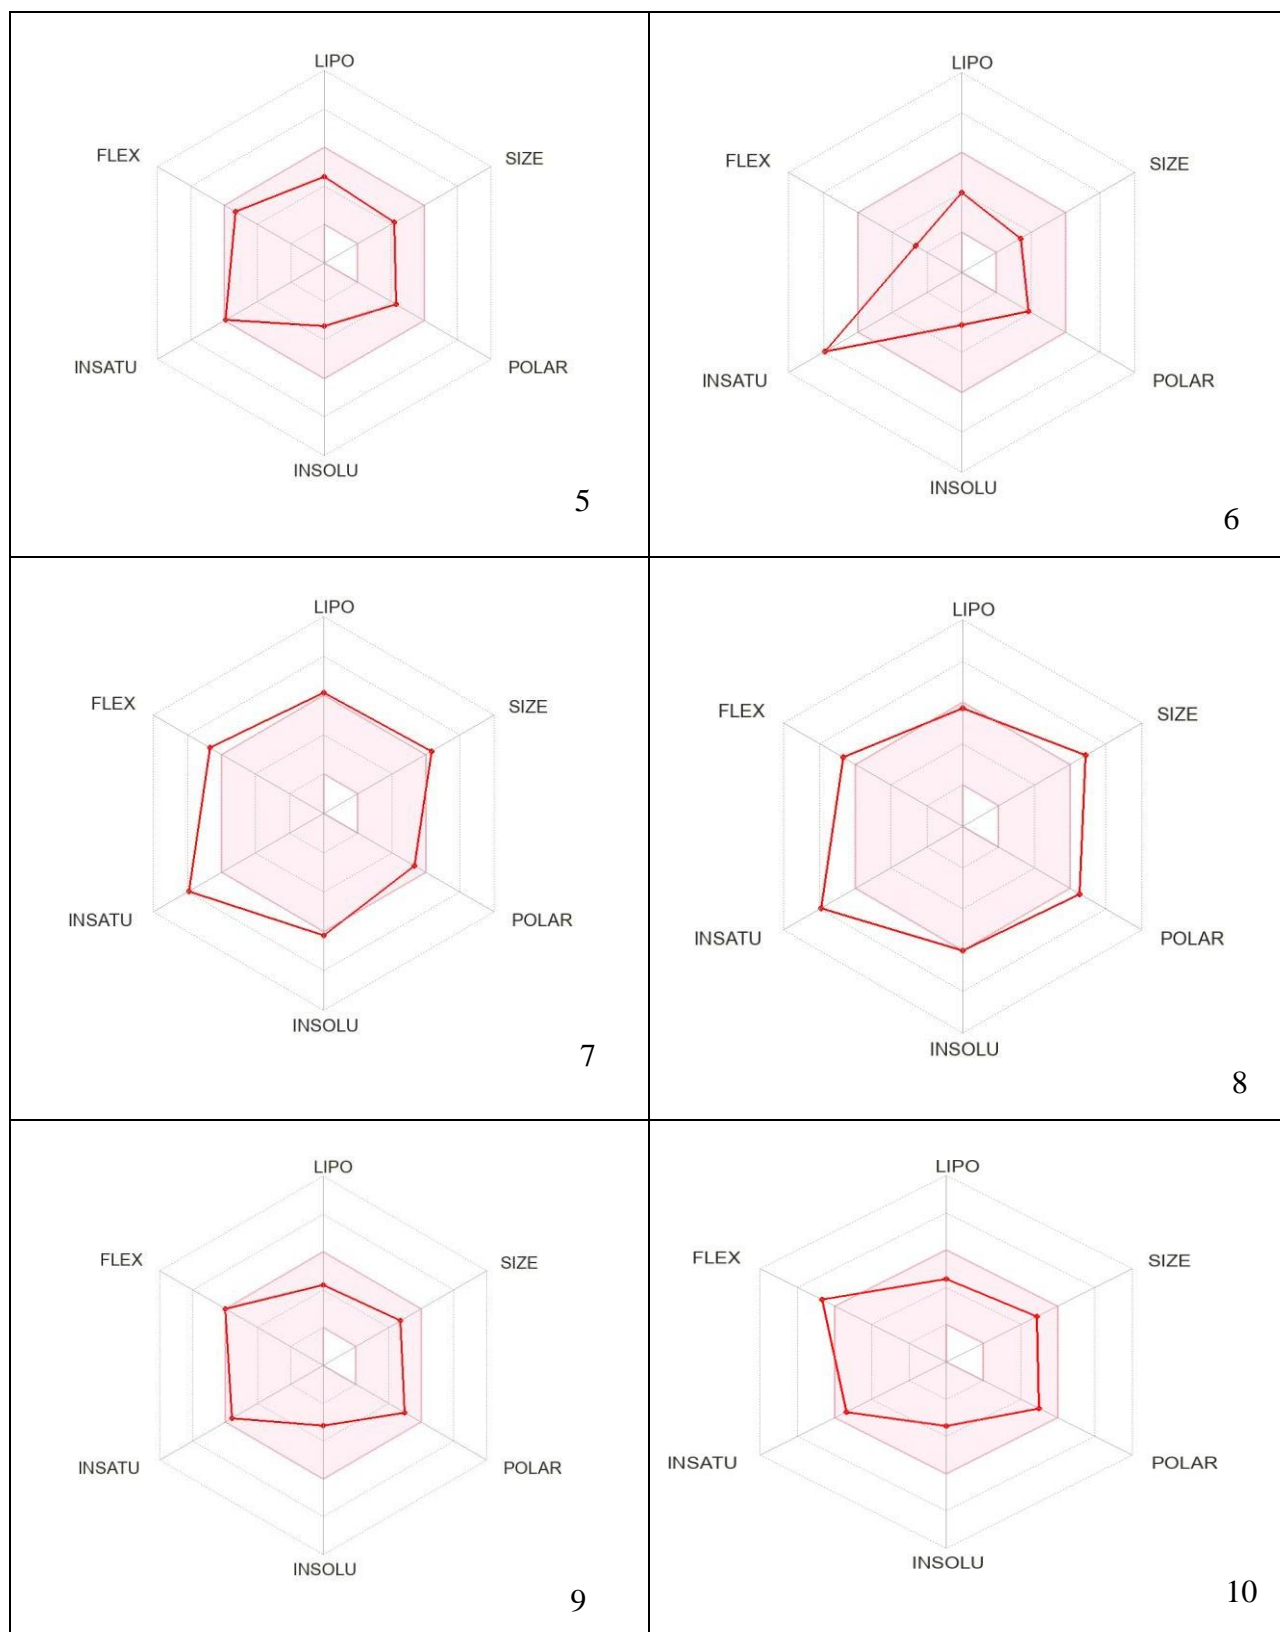 LIPO
FLEX
SIZE
INSATU
POLAR
INSOLU
5
LIPO
FLEX
SIZE
INSATU
POLAR
INSOLU
6
LIPO
FLEX
SIZE
INSATU
POLAR
INSOLU
7
LIPO
FLEX
SIZE
INSATU
POLAR
INSOLU
8
LIPO
FLEX
SIZE
INSATU
POLAR
INSOLU
9
LIPO
FLEX
SIZE
INSATU
POLAR
INSOLU
10